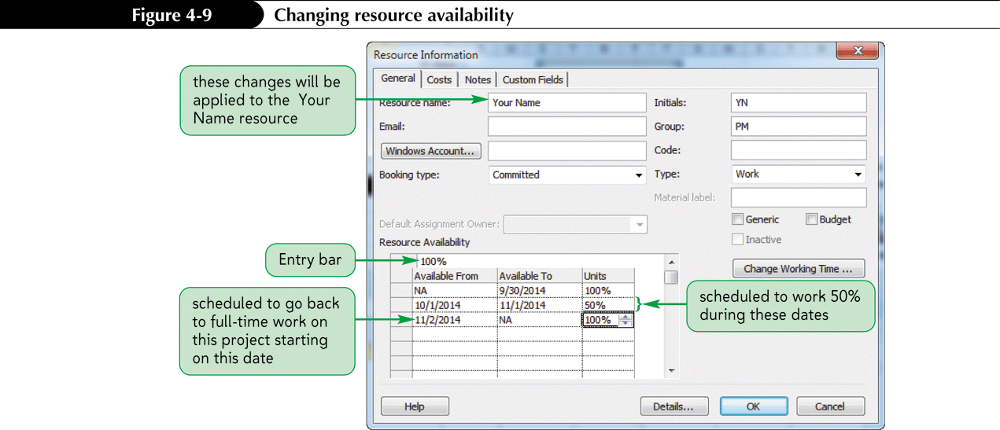 Figure 4-9 Changing resource availability
Resource Information
General Costs Notes Custom Fields
these changes will be
applied to the Your
Name resource
Resource name: Your Name Initials: YN
Email: Group: PM
Windows Account... Code:
Booking type: Committed Type: Work
Material label:
Default Assignment Owner: Generic Budget
Inactive
Resource Availability
Entry bar
100%
Change Working Time ...
Available From Available To Units
NA 9/30/2014 100%
10/1/2014 11/1/2014 50%
11/2/2014 NA 100%
scheduled to work 50%
during these dates
scheduled to go back
to full-time work on
this project starting
on this date
Help Details... OK Cancel